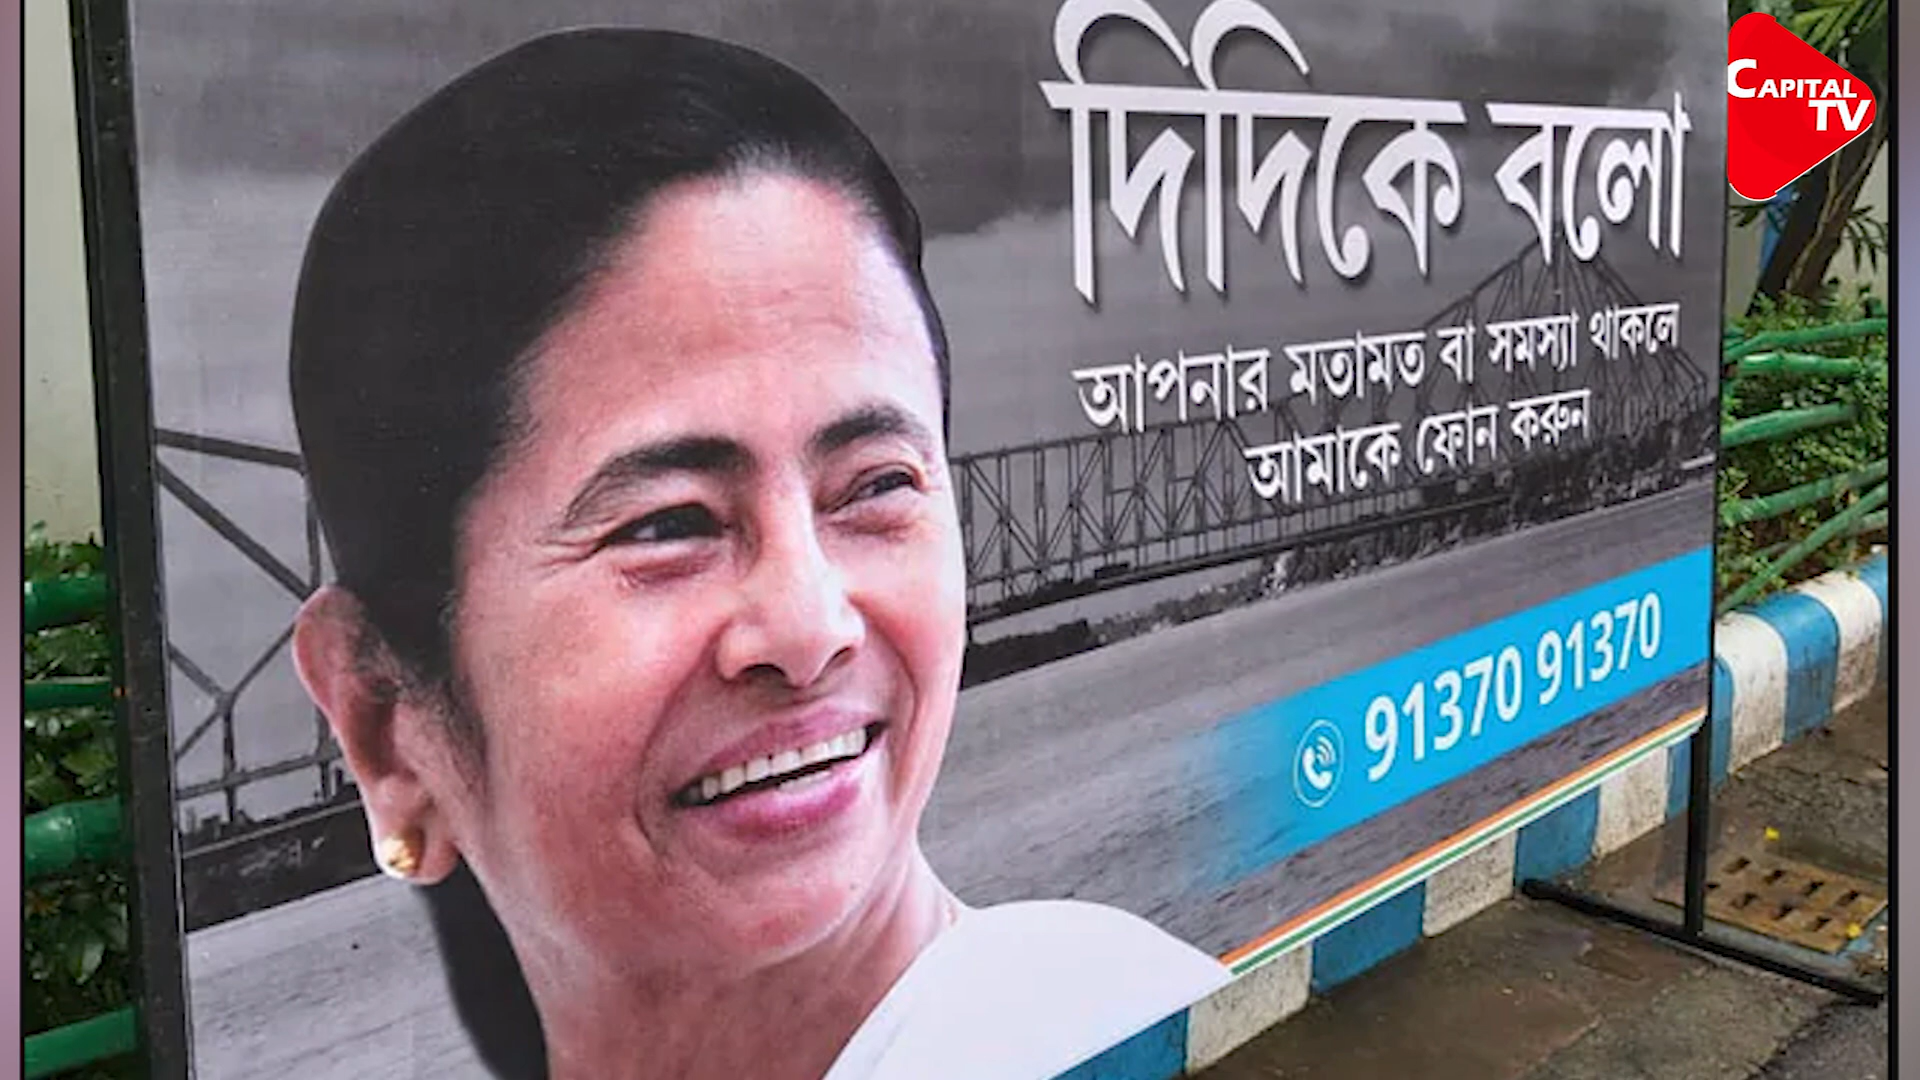 দিদিকে বলো
আপনার মতামত বা সমস্যা থাকলে
আমাকে ফোন করুন
91370 91370
CAPITAL
TV